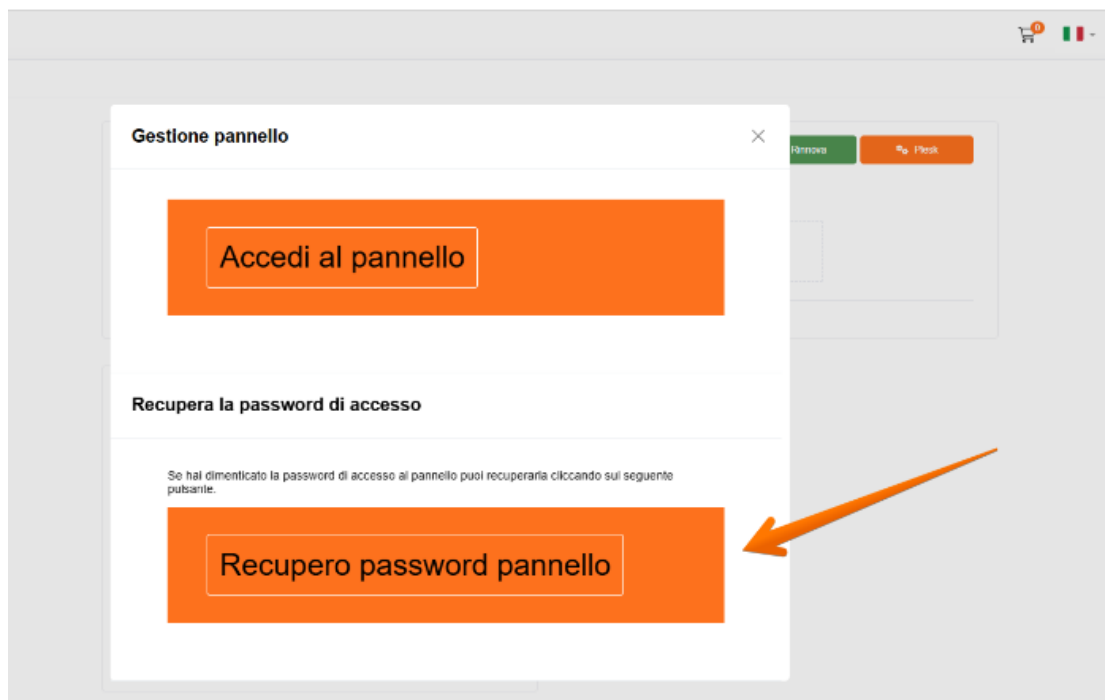 0
Gestione pannello
Rinnova
Plesk
Accedi al pannello
Recupera la password di accesso
Se hai dimenticato la password di accesso al pannello puoi recuperarla cliccando sul seguente
pulsante.
Recupero password pannello